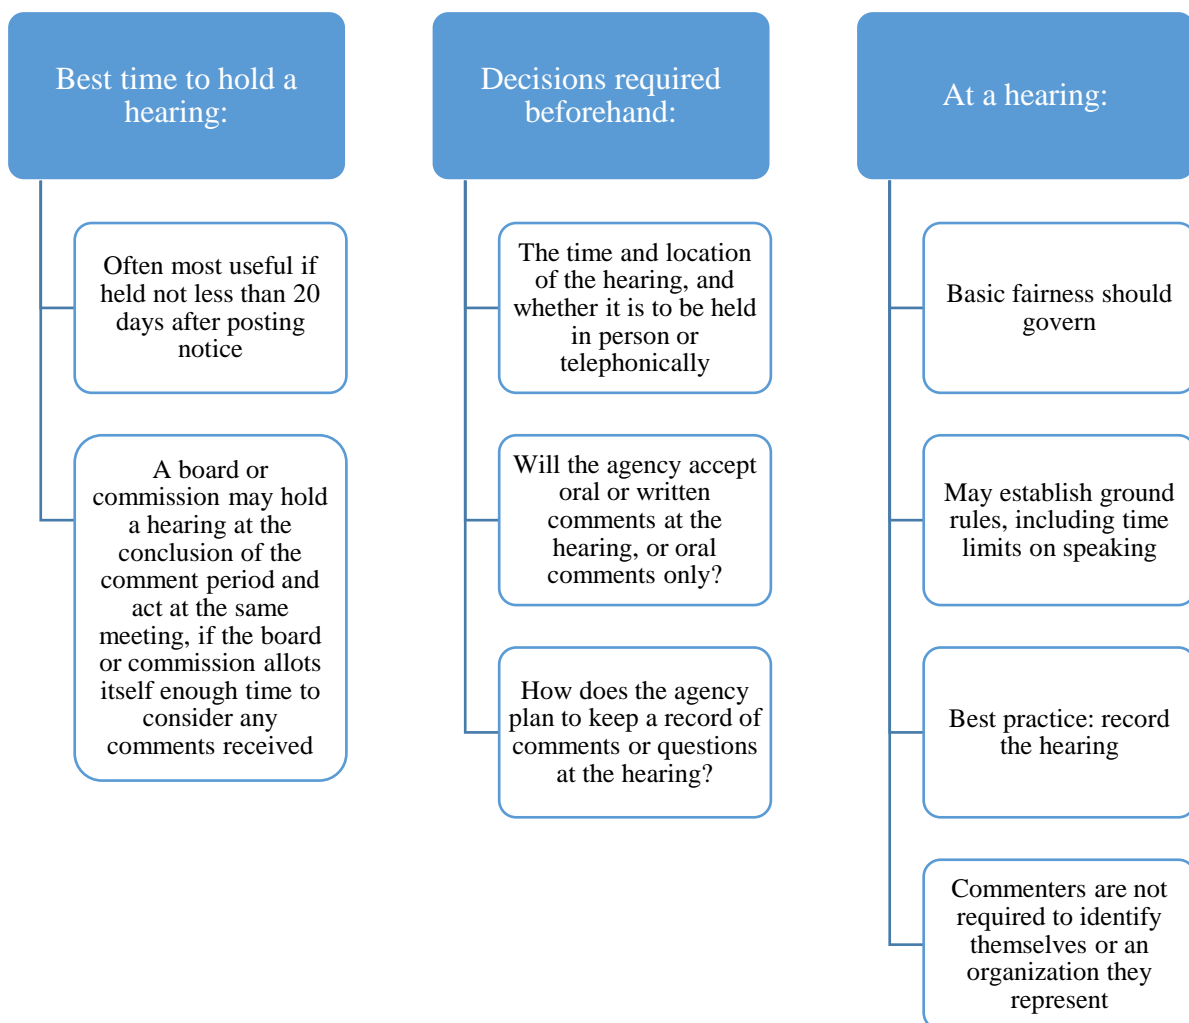 Best time to hold a
hearing:
Often most useful if
held not less than 20
days after posting
notice
A board or
commission may hold
a hearing at the
conclusion of the
comment period and
act at the same
meeting, if the board
or commission allots
itself enough time to
consider any
comments received
Decisions required
beforehand:
The time and location
of the hearing, and
whether it is to be held
in person or
telephonically
Will the agency accept
oral or written
comments at the
hearing, or oral
comments only?
How does the agency
plan to keep a record of
comments or questions
at the hearing?
At a hearing:
Basic fairness should
govern
May establish ground
rules, including time
limits on speaking
Best practice: record
the hearing
Commenters are not
required to identify
themselves or an
organization they
represent